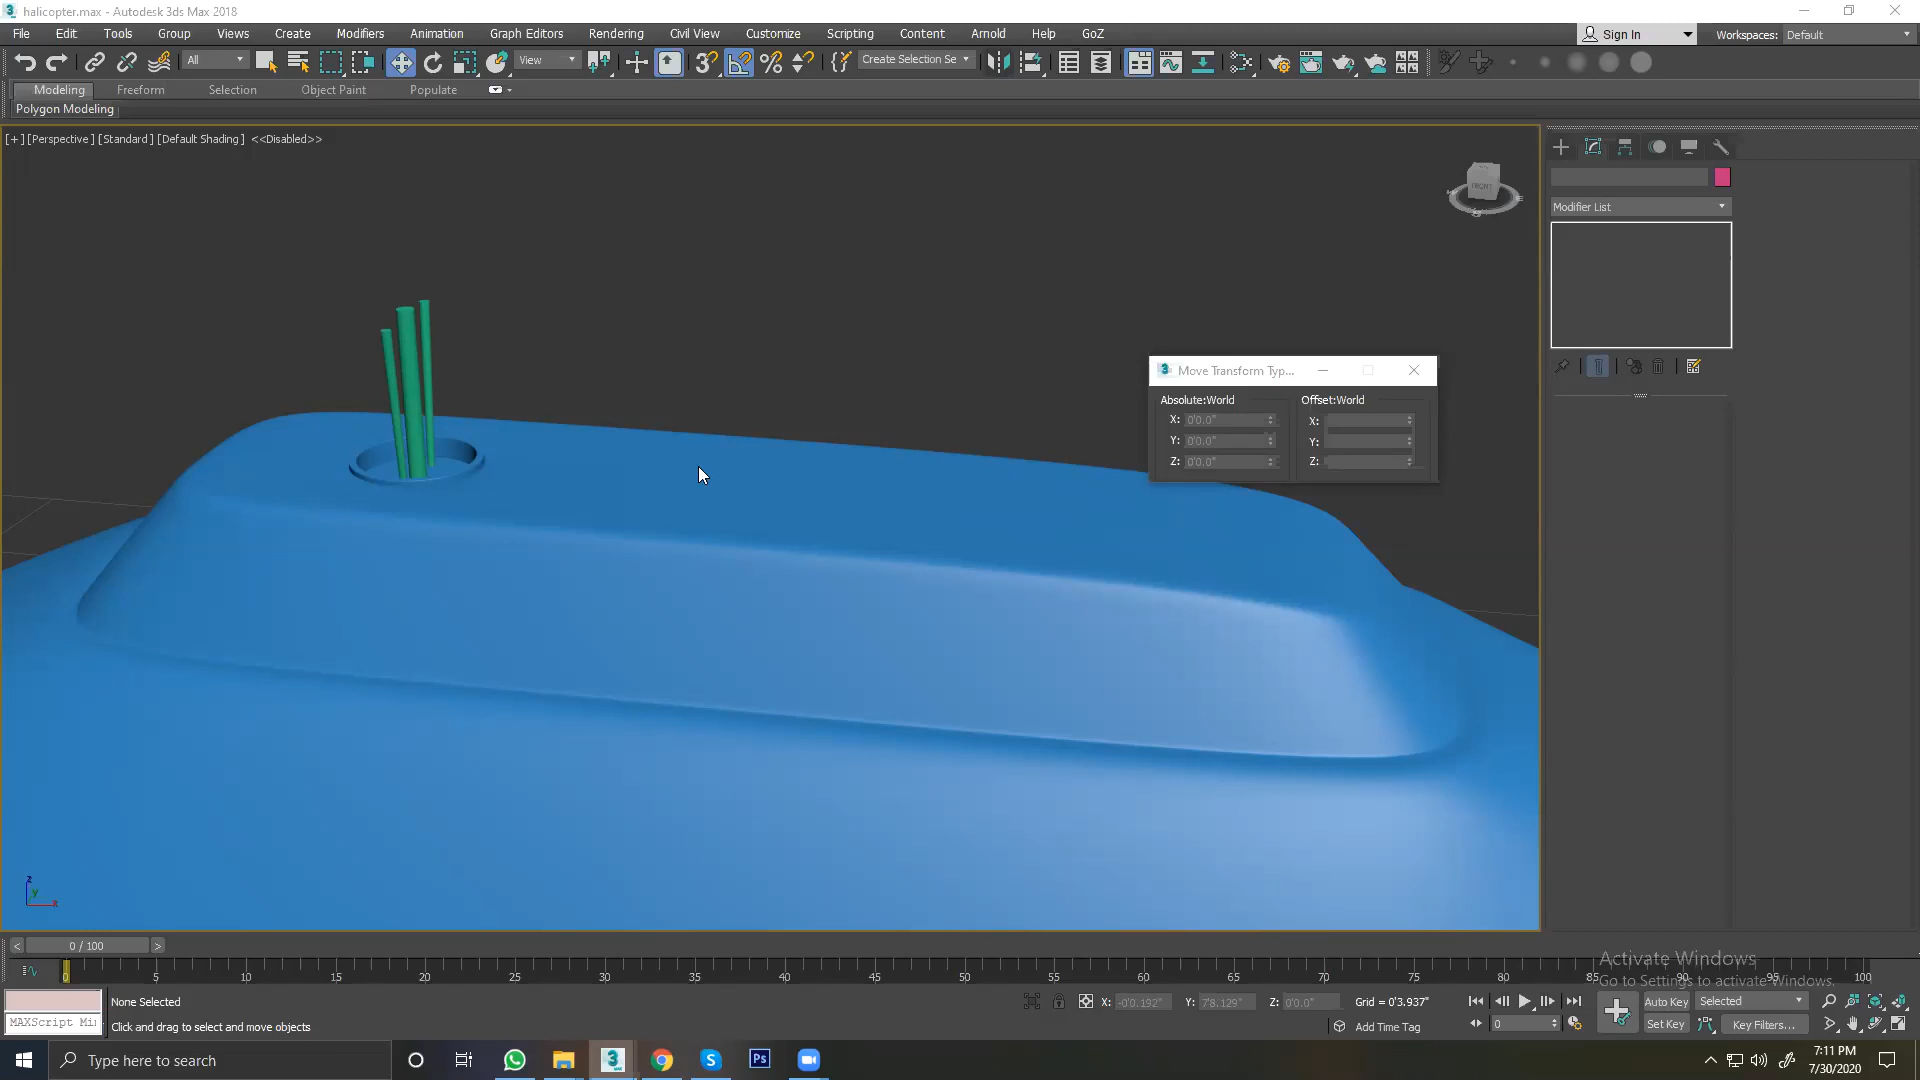 halicopter.max - Autodesk 3ds Max 2018
File Edit Tools Group Views Create Modifiers Animation Graph Editors Rendering Civil View Customize Scripting Content Arnold Help GoZ
Sign In Workspaces: Default
All View Create Selection Se
Modeling Freeform Selection Object Paint Populate
Polygon Modeling
[+] [Perspective] [Standard] [Default Shading] <<Disabled>>
FRONT
Modifier List
Move Transform Typ...
Absolute:World Offset:World
X: 0'0.0" X:
Y: 0'0.0" Y:
Z: 0'0.0" Z:
z
y
x
< 0 / 100 >
0 5 10 15 20 25 30 35 40 45 50 55 60 65 70 75 80 85 90 95 100
Activate Windows
Go to Settings to activate Windows.
None Selected X: -0'0.192" Y: 7'8.129" Z: 0'0.0" Grid = 0'3.937" Auto Key Selected
MAXScript Mi Click and drag to select and move objects Add Time Tag 0 Set Key Key Filters...
Type here to search
7:11 PM
7/30/2020